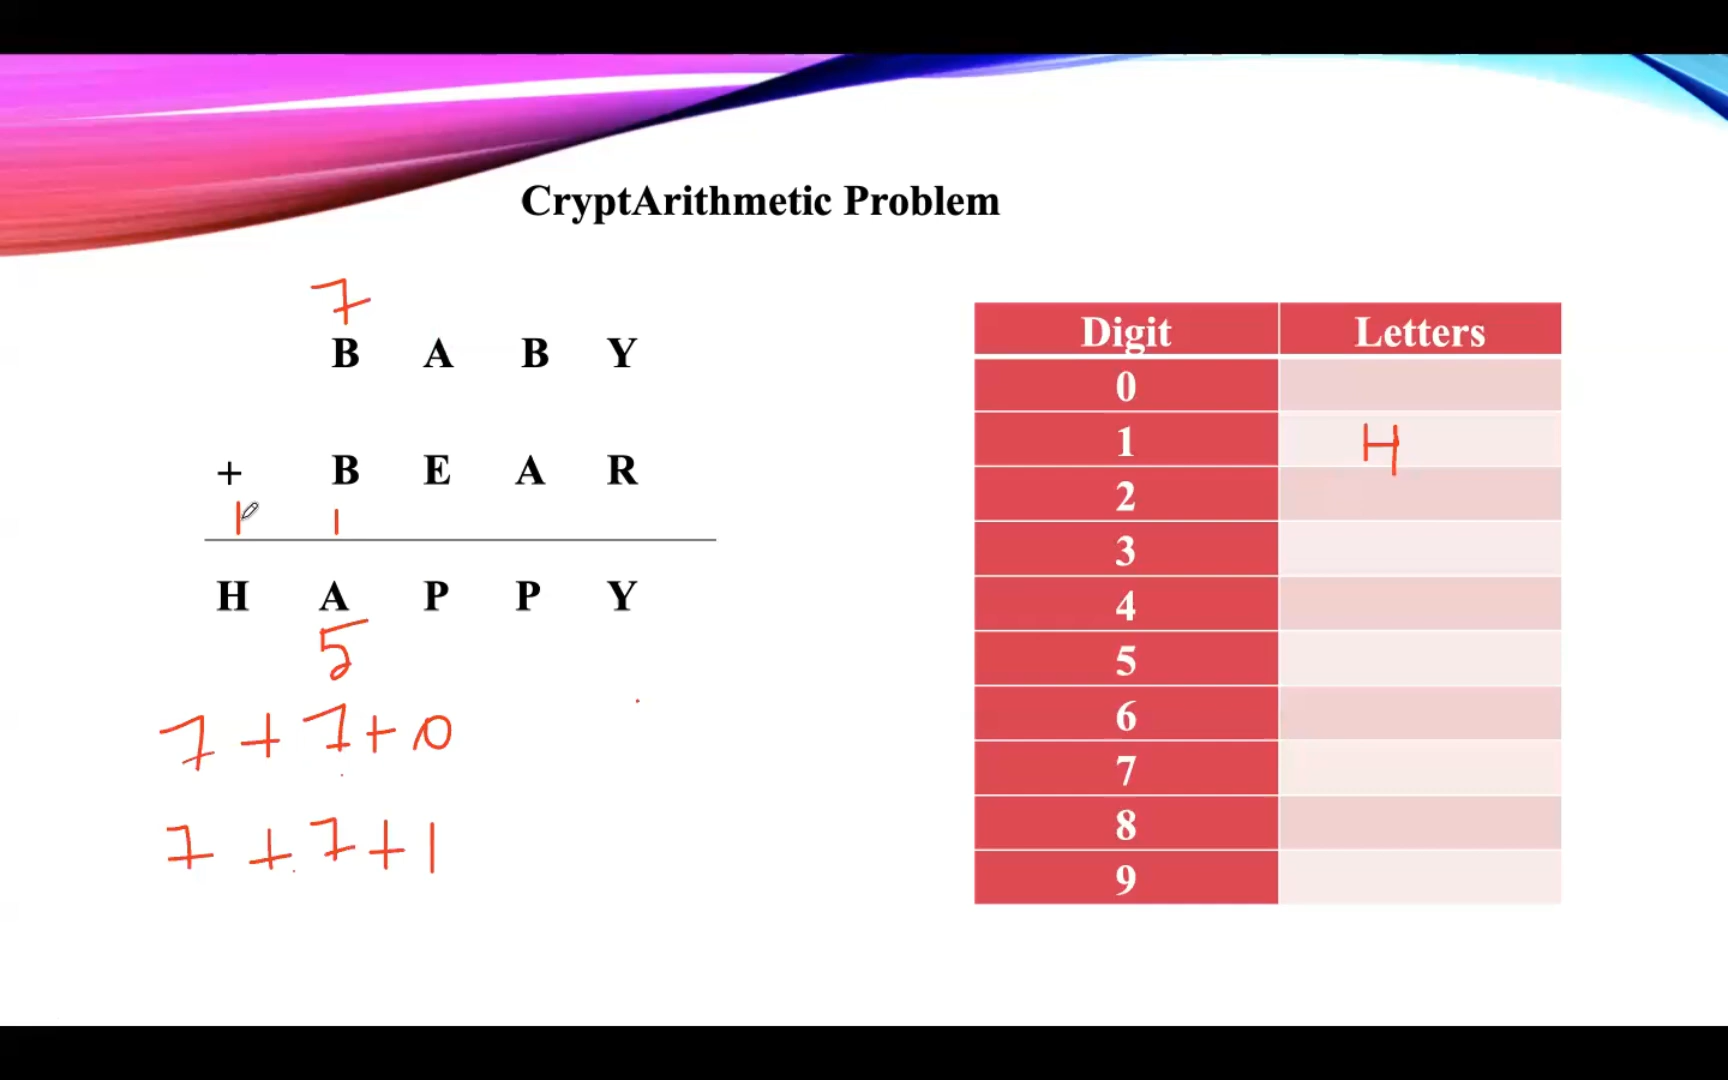 CryptArithmetic Problem
7
B A B Y
+ B E A R
1 1
H A P P Y
5
7 + 7 + 0
7 + 7 + 1
Digit Letters
0
1 H
2
3
4
5
6
7
8
9